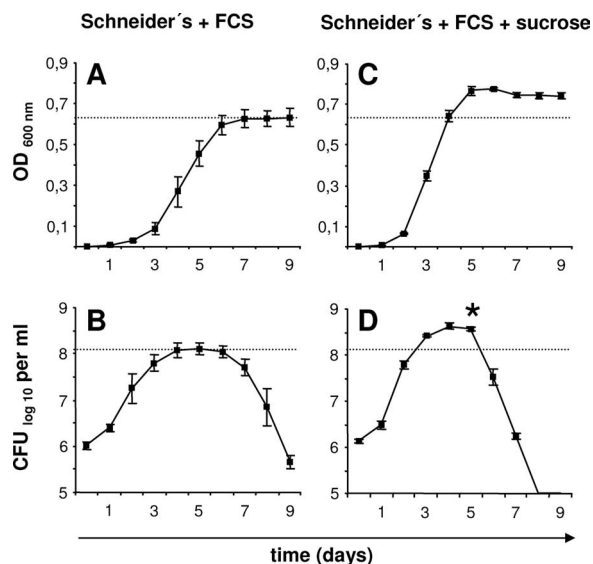 Schneider´s + FCS
Schneider´s + FCS + sucrose
A
C
OD 600 nm
0,9
0,7
0,5
0,3
0,1
1 3 5 7 9
0,9
0,7
0,5
0,3
0,1
1 3 5 7 9
B
D
CFU log 10 per ml
9
8
7
6
5
1 3 5 7 9
*
9
8
7
6
5
1 3 5 7 9
time (days)